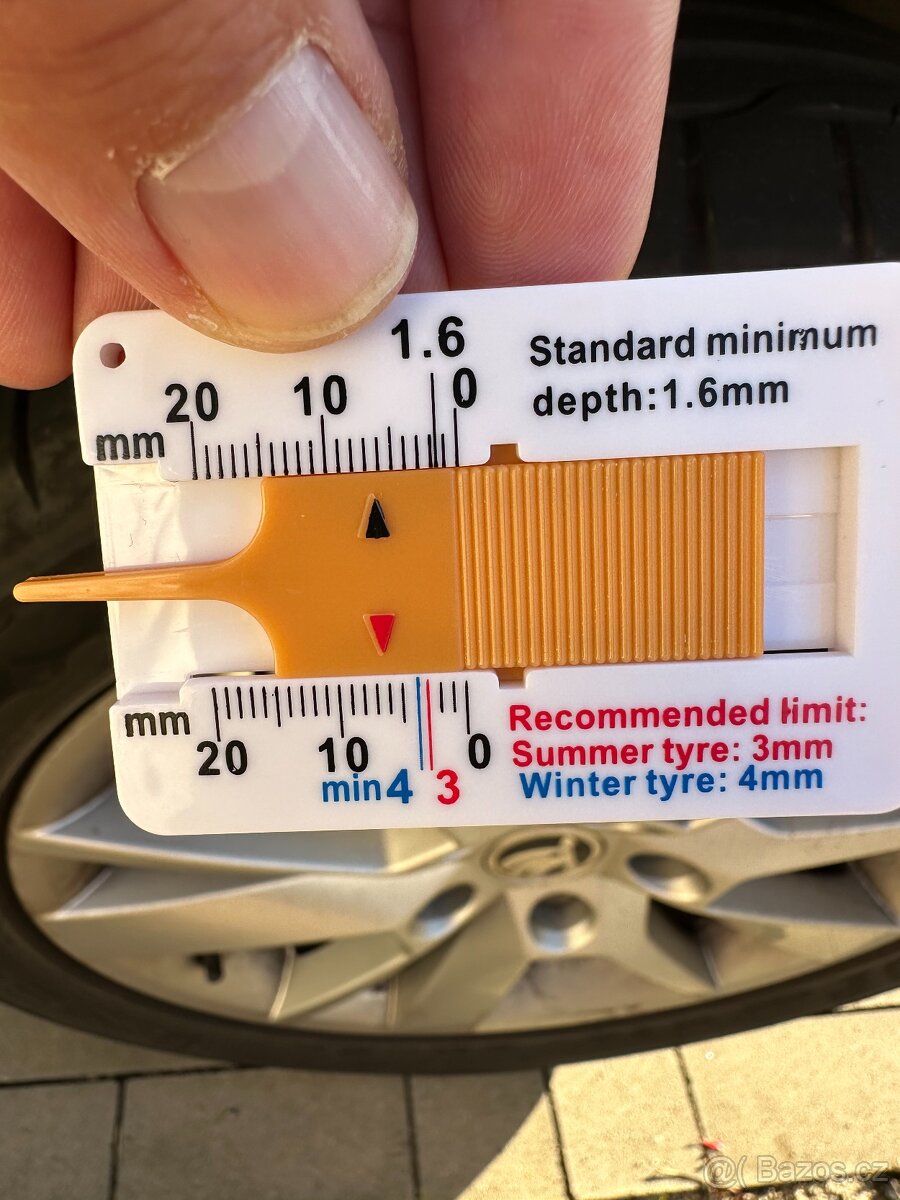 1.6
20 10 0
mm
Standard minimum
depth:1.6mm
mm
20 10 0
min4 3
Recommended limit:
Summer tyre: 3mm
Winter tyre: 4mm
@( Bazos.cz